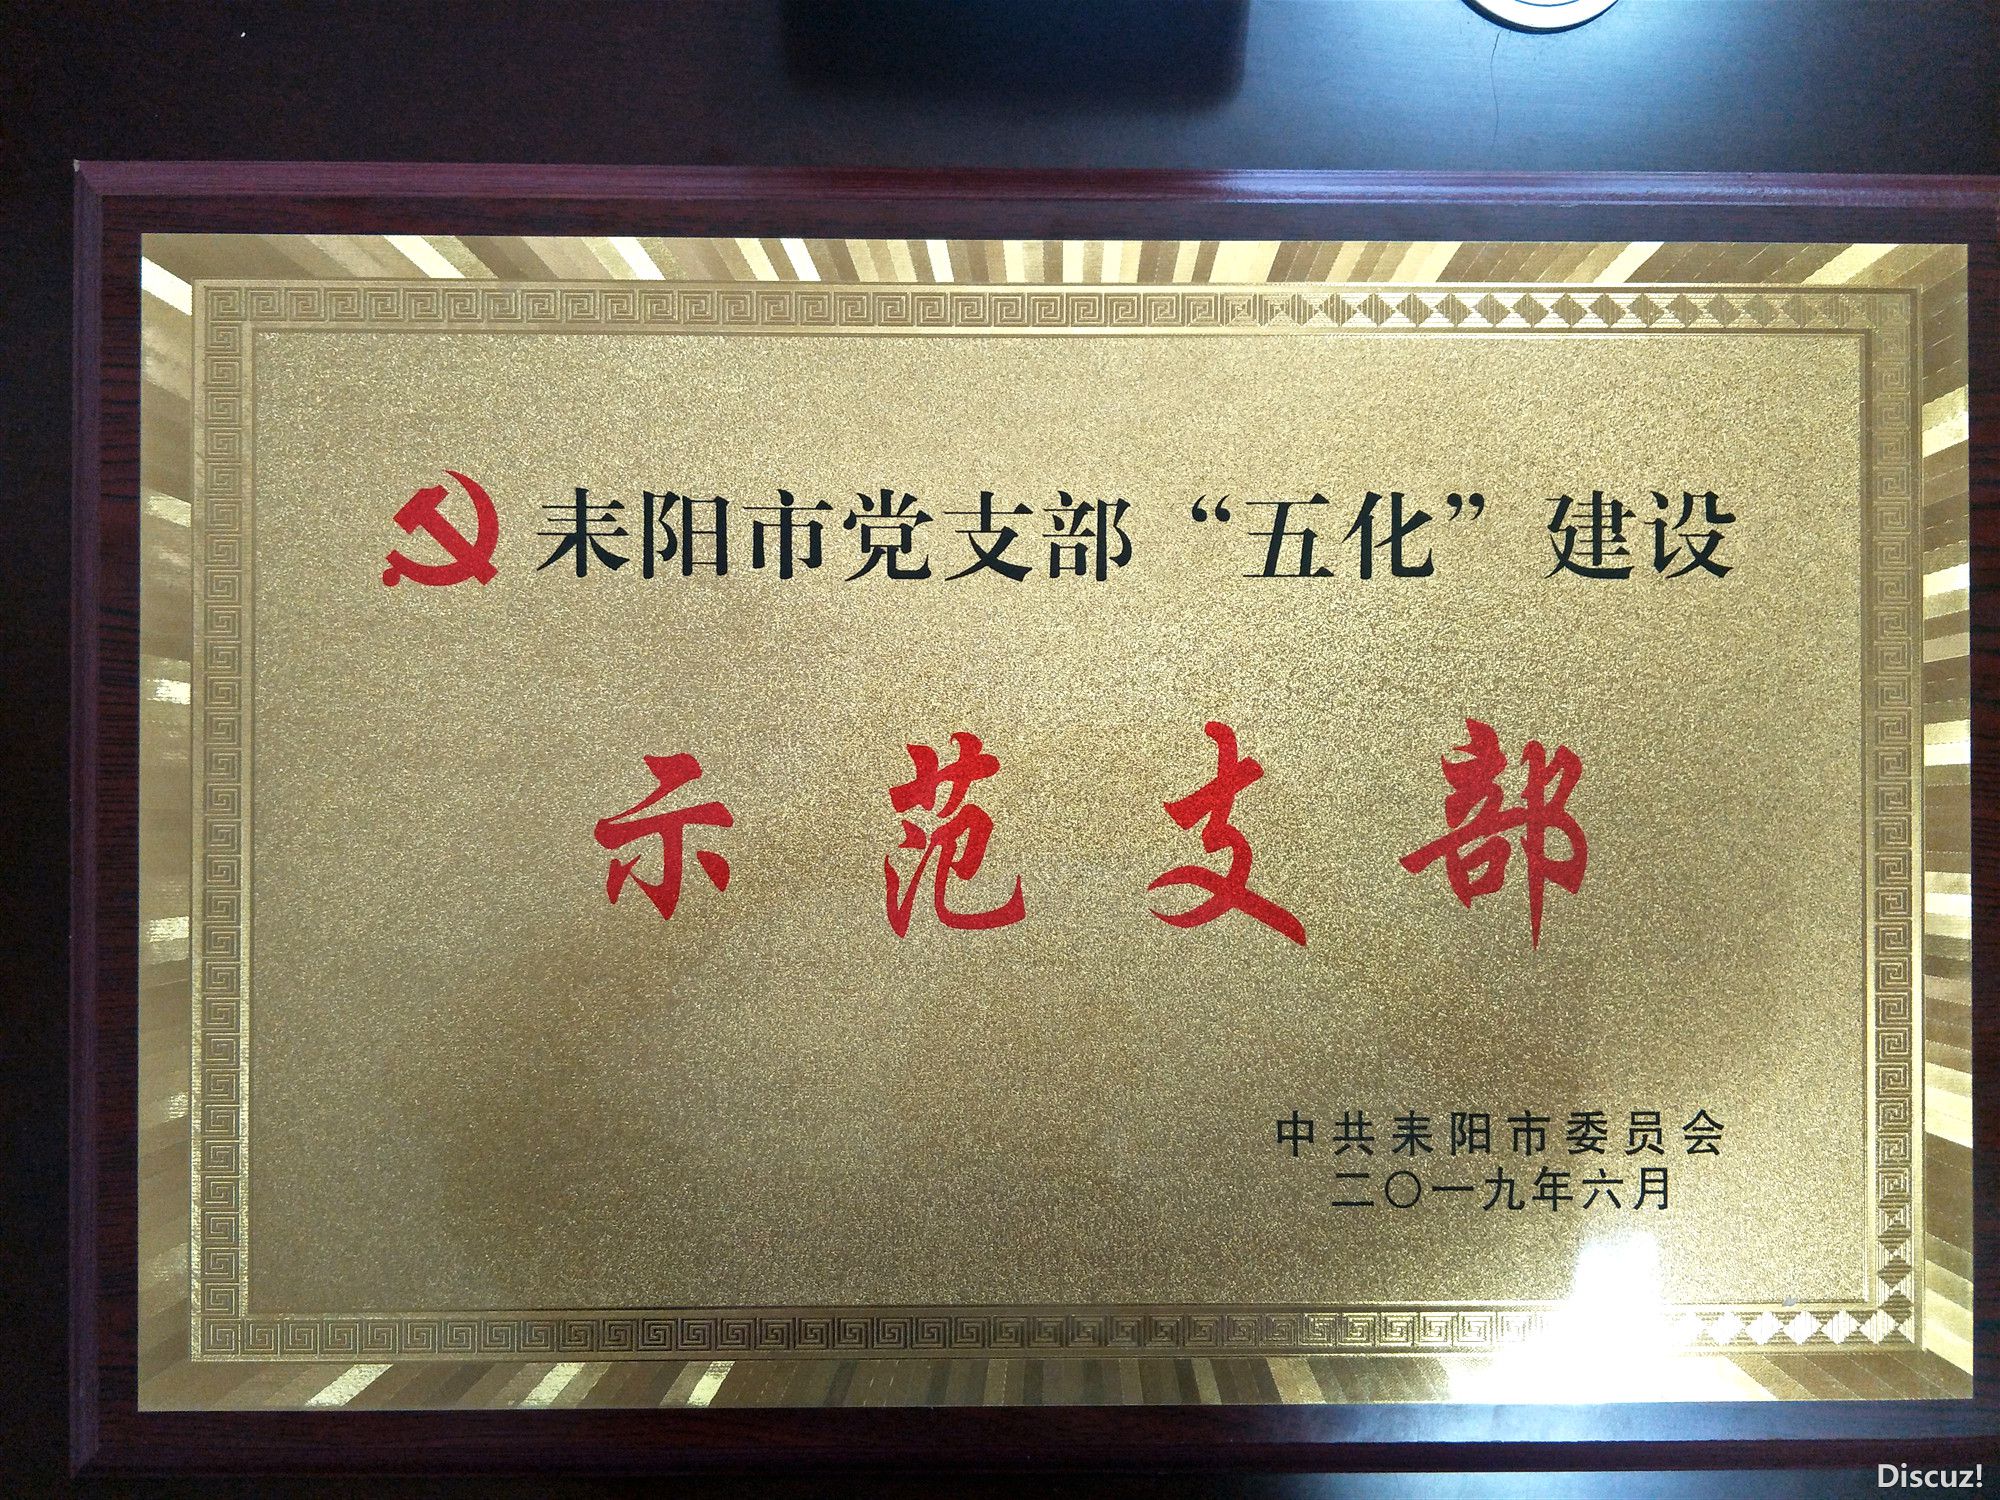 耒阳市党支部“五化”建设
示范支部
中共耒阳市委员会
二〇一九年六月
Discuz!